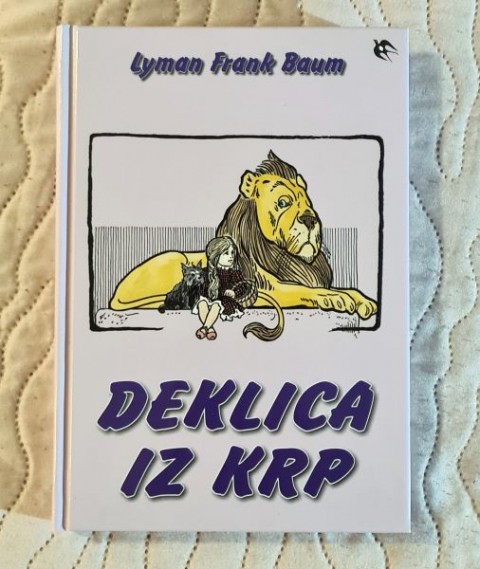 Lyman Frank Baum
DEKLICA
IZ KRP